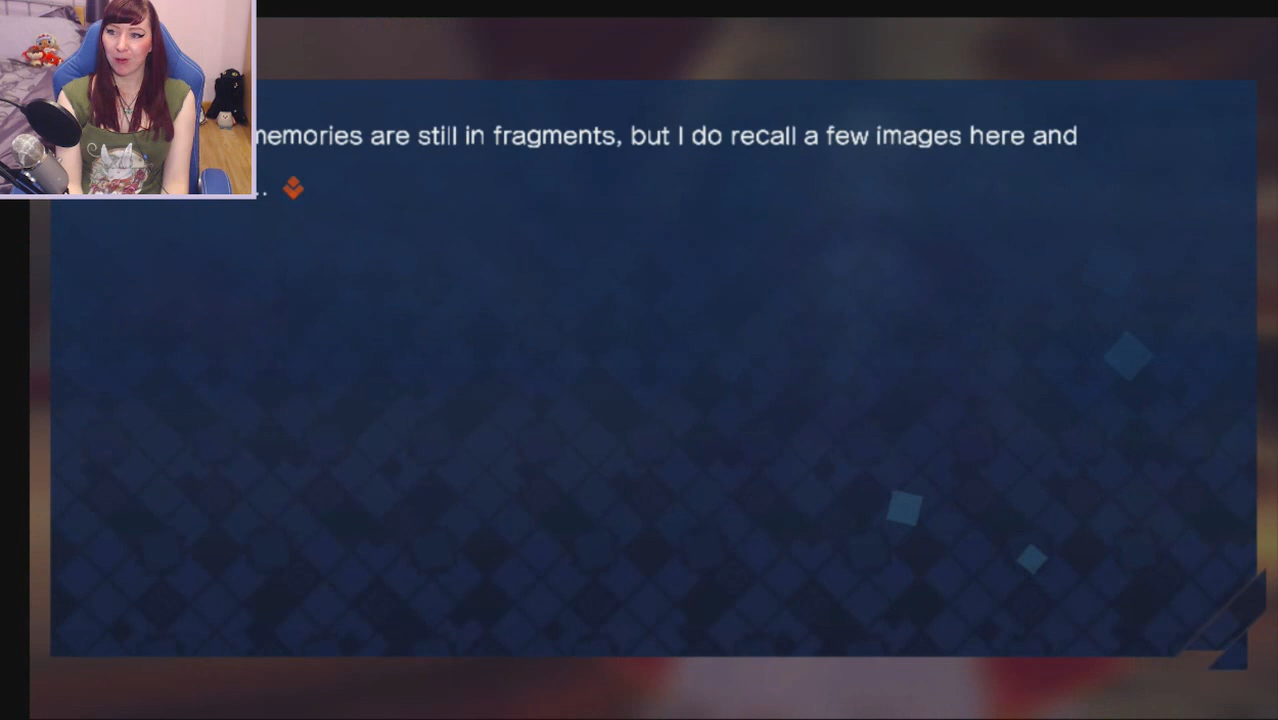 memories are still in fragments, but I do recall a few images here and
..